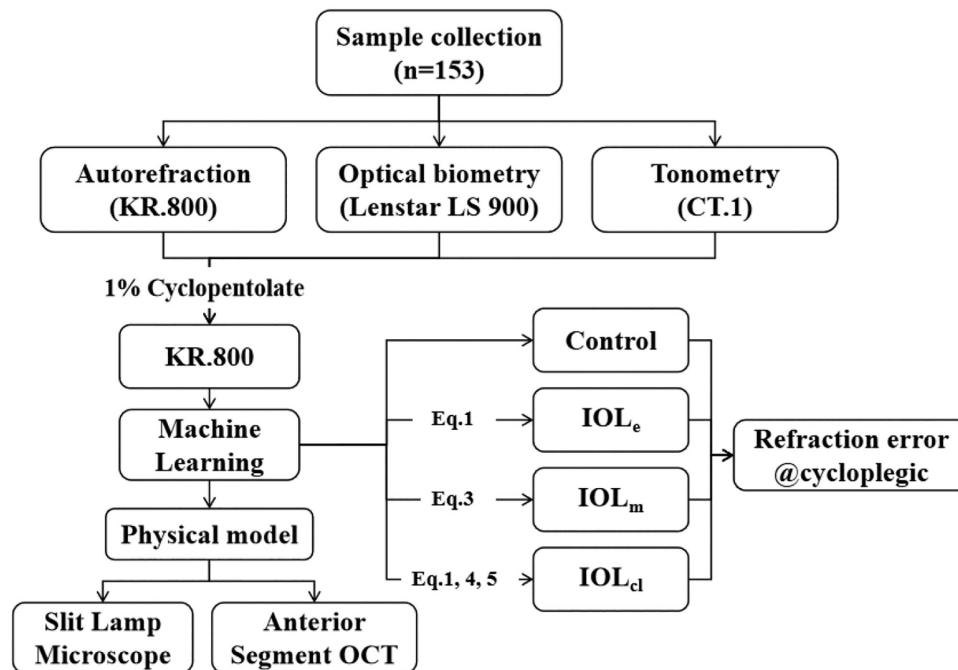 Sample collection
(n=153)
Autorefraction
(KR.800)
Optical biometry
(Lenstar LS 900)
Tonometry
(CT.1)
1% Cyclopentolate
KR.800
Machine
Learning
Physical model
Slit Lamp
Microscope
Anterior
Segment OCT
Control
Eq.1
IOLe
Eq.3
IOLm
Eq.1, 4, 5
IOLcl
Refraction error
@cycloplegic